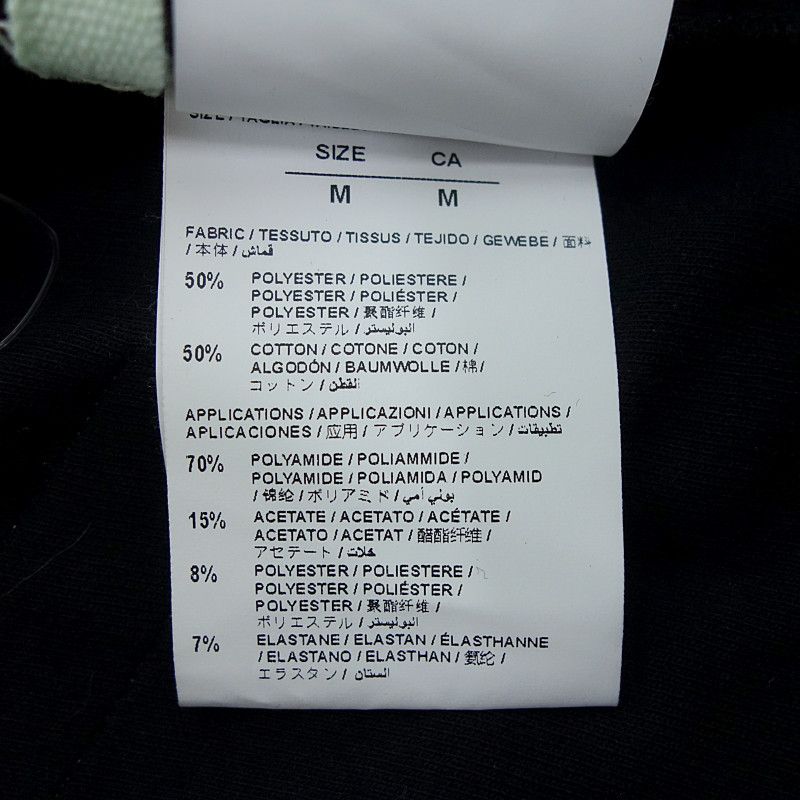 SIZE CA
M M
FABRIC / TESSUTO / TISSUS / TEJIDO / GEWEBE / 面料
/ 本体 / قماش
50% POLYESTER / POLIESTERE /
POLYESTER / POLIÉSTER /
POLYESTER / 聚酯纤维 /
ポリエステル / البوليستر
50% COTTON / COTONE / COTON /
ALGODÓN / BAUMWOLLE / 棉 /
コットン / القطن
APPLICATIONS / APPLICAZIONI / APPLICATIONS /
APLICACIONES / 应用 / アプリケーション / تطبيقات
70% POLYAMIDE / POLIAMMIDE /
POLYAMIDE / POLIAMIDA / POLYAMID
/ 锦纶 / ポリアミド / بولي أمي
15% ACETATE / ACETATO / ACÉTATE /
ACETATO / ACETAT / 醋酯纤维 /
アセテート / خلات
8% POLYESTER / POLIESTERE /
POLYESTER / POLIÉSTER /
POLYESTER / 聚酯纤维 /
ポリエステル / البوليستر
7% ELASTANE / ELASTAN / ÉLASTHANNE
/ ELASTANO / ELASTHAN / 氨纶 /
エラスタン / الستان